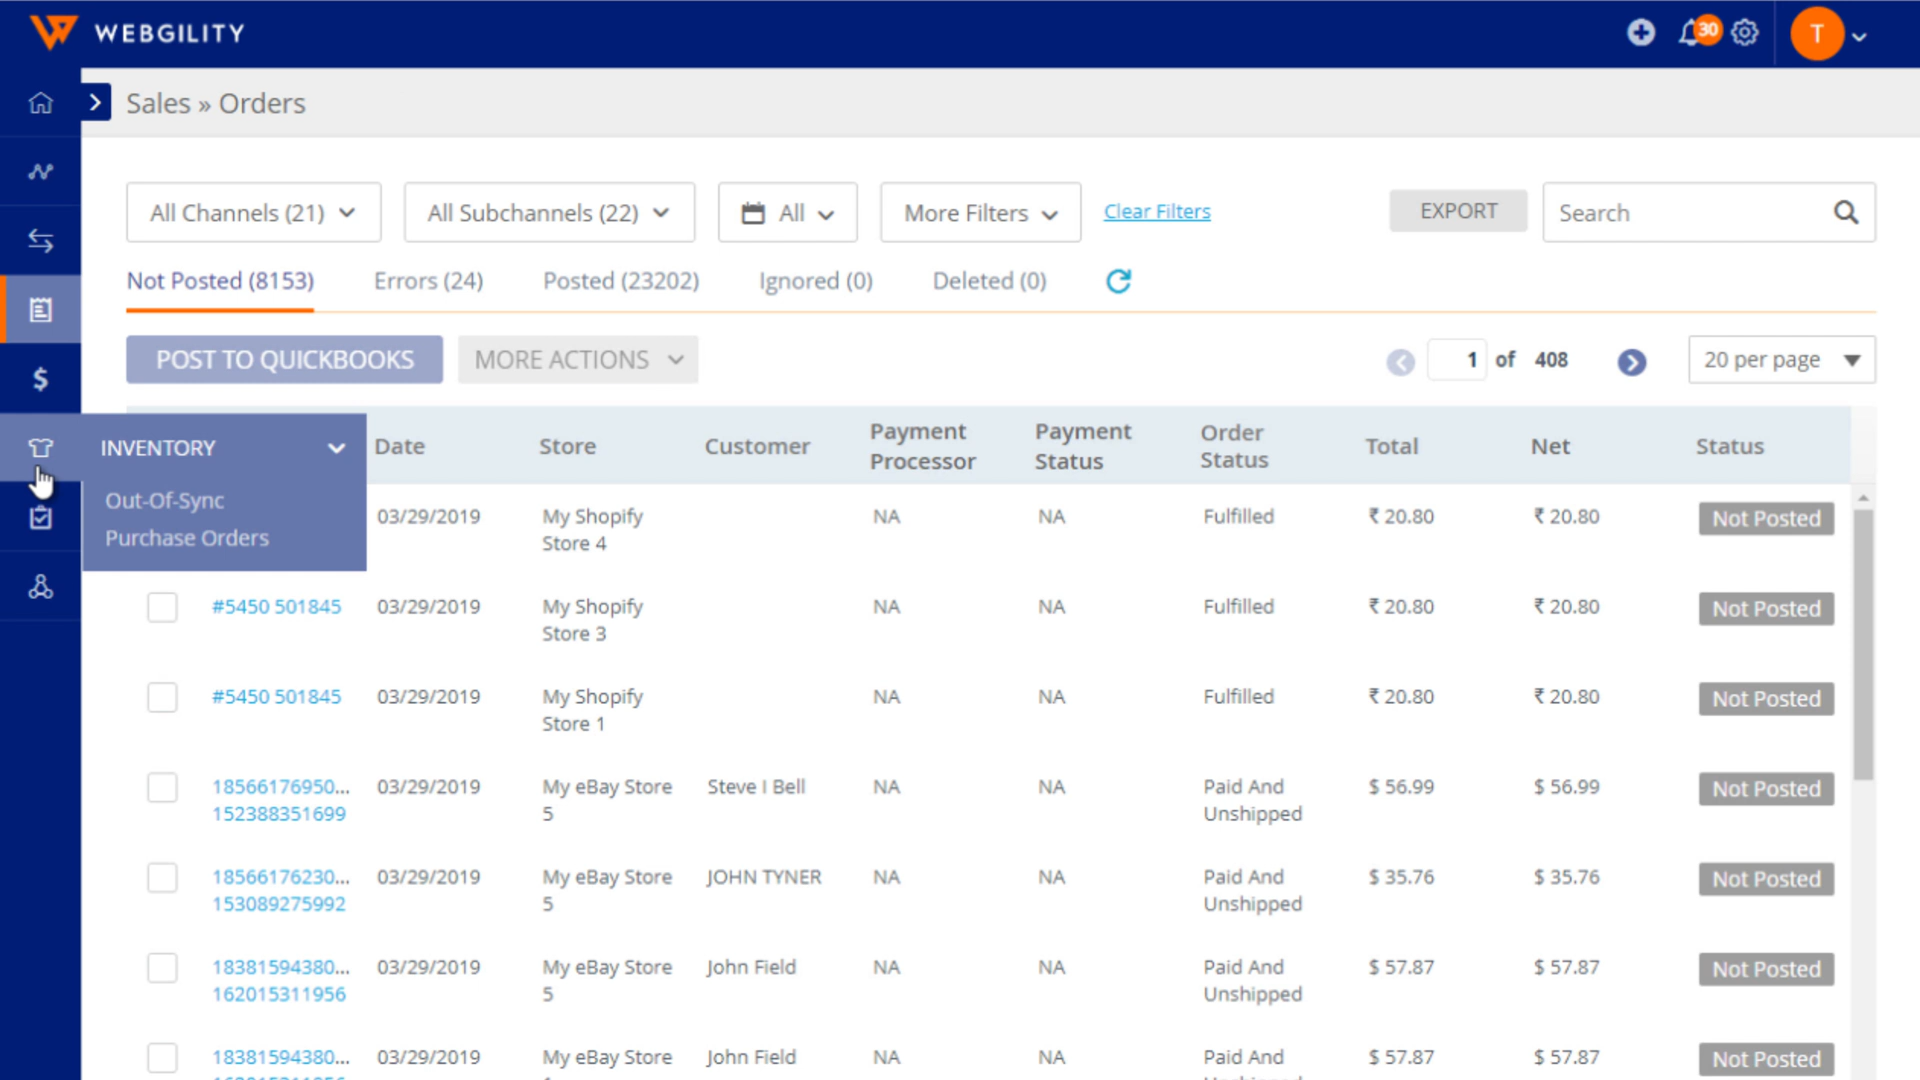 WEBGILITY
30
T
Sales » Orders
All Channels (21)
All Subchannels (22)
All
More Filters
Clear Filters
EXPORT
Search
Not Posted (8153)
Errors (24)
Posted (23202)
Ignored (0)
Deleted (0)
POST TO QUICKBOOKS
MORE ACTIONS
1 of 408
20 per page
INVENTORY
Out-Of-Sync
Purchase Orders
Date
Store
Customer
Payment
Processor
Payment
Status
Order
Status
Total
Net
Status
03/29/2019
My Shopify
Store 4
NA
NA
Fulfilled
₹ 20.80
₹ 20.80
Not Posted
#5450 501845
03/29/2019
My Shopify
Store 3
NA
NA
Fulfilled
₹ 20.80
₹ 20.80
Not Posted
#5450 501845
03/29/2019
My Shopify
Store 1
NA
NA
Fulfilled
₹ 20.80
₹ 20.80
Not Posted
18566176950...
152388351699
03/29/2019
My eBay Store
5
Steve I Bell
NA
NA
Paid And
Unshipped
$ 56.99
$ 56.99
Not Posted
18566176230...
153089275992
03/29/2019
My eBay Store
5
JOHN TYNER
NA
NA
Paid And
Unshipped
$ 35.76
$ 35.76
Not Posted
18381594380...
162015311956
03/29/2019
My eBay Store
5
John Field
NA
NA
Paid And
Unshipped
$ 57.87
$ 57.87
Not Posted
18381594380...
03/29/2019
My eBay Store
John Field
NA
NA
Paid And
$ 57.87
$ 57.87
Not Posted